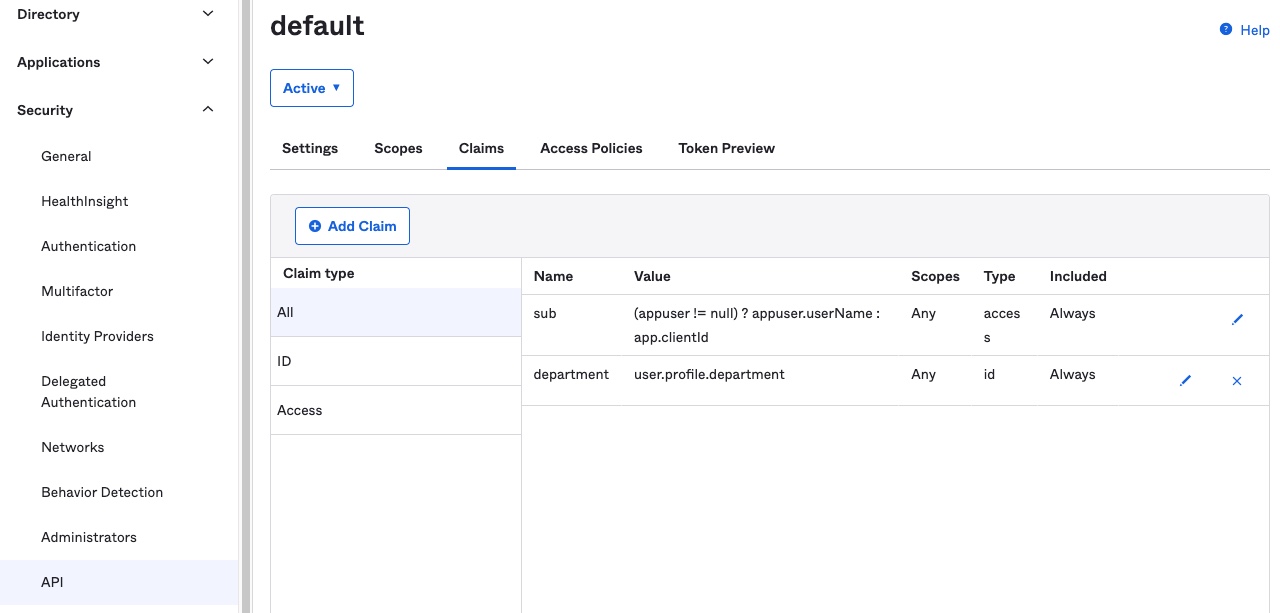 Directory
Applications
Security
General
HealthInsight
Authentication
Multifactor
Identity Providers
Delegated
Authentication
Networks
Behavior Detection
Administrators
API
default
Help
Active
Settings Scopes Claims Access Policies Token Preview
Add Claim
Claim type
All
ID
Access
Name Value Scopes Type Included
sub (appuser != null) ? appuser.userName : Any acces Always
app.clientId s
department user.profile.department Any id Always